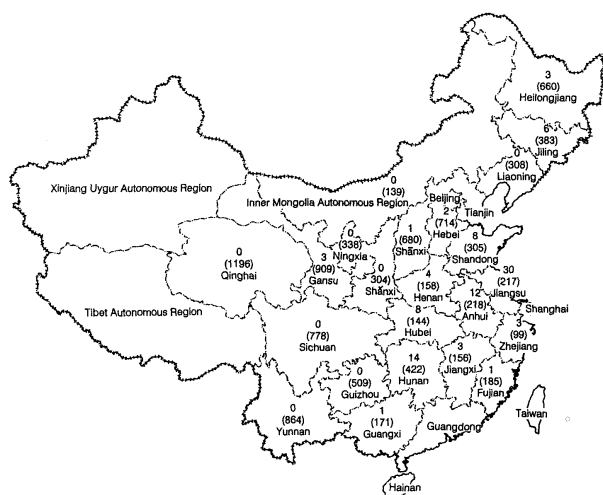 3
(660)
Heilongjiang
6
(383)
Jiling
0
(308)
Liaoning
0
(139)
Inner Mongolia Autonomous Region
Xinjiang Uygur Autonomous Region
Beijing
2
(714)
Hebei
Tianjin
1
(680)
Shānxi
8
(305)
Shandong
0
(338)
Ningxia
3
(909)
Gansu
0
304)
Shǎnxi
0
(1196)
Qinghai
4
(158)
Henan
30
(217)
Jiangsu
12
(218)
Anhui
Shanghai
Tibet Autonomous Region
8
(144)
Hubei
3
(99)
Zhejiang
0
(778)
Sichuan
14
(422)
Hunan
3
(156)
Jiangxi
1
(185)
Fujian
0
(509)
Guizhou
0
(864)
Yunnan
1
(171)
Guangxi
Guangdong
Taiwan
Hainan